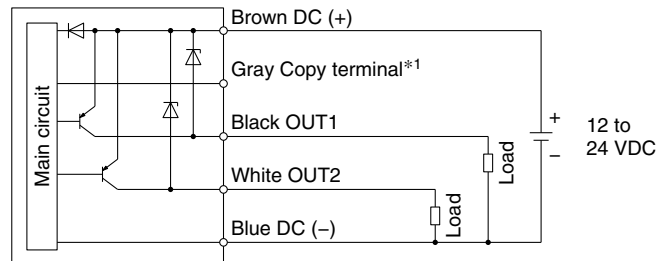 Brown DC (+)
Gray Copy terminal*1
Black OUT1
White OUT2
Blue DC (−)
Main circuit
Load
Load
+
−
12 to
24 VDC